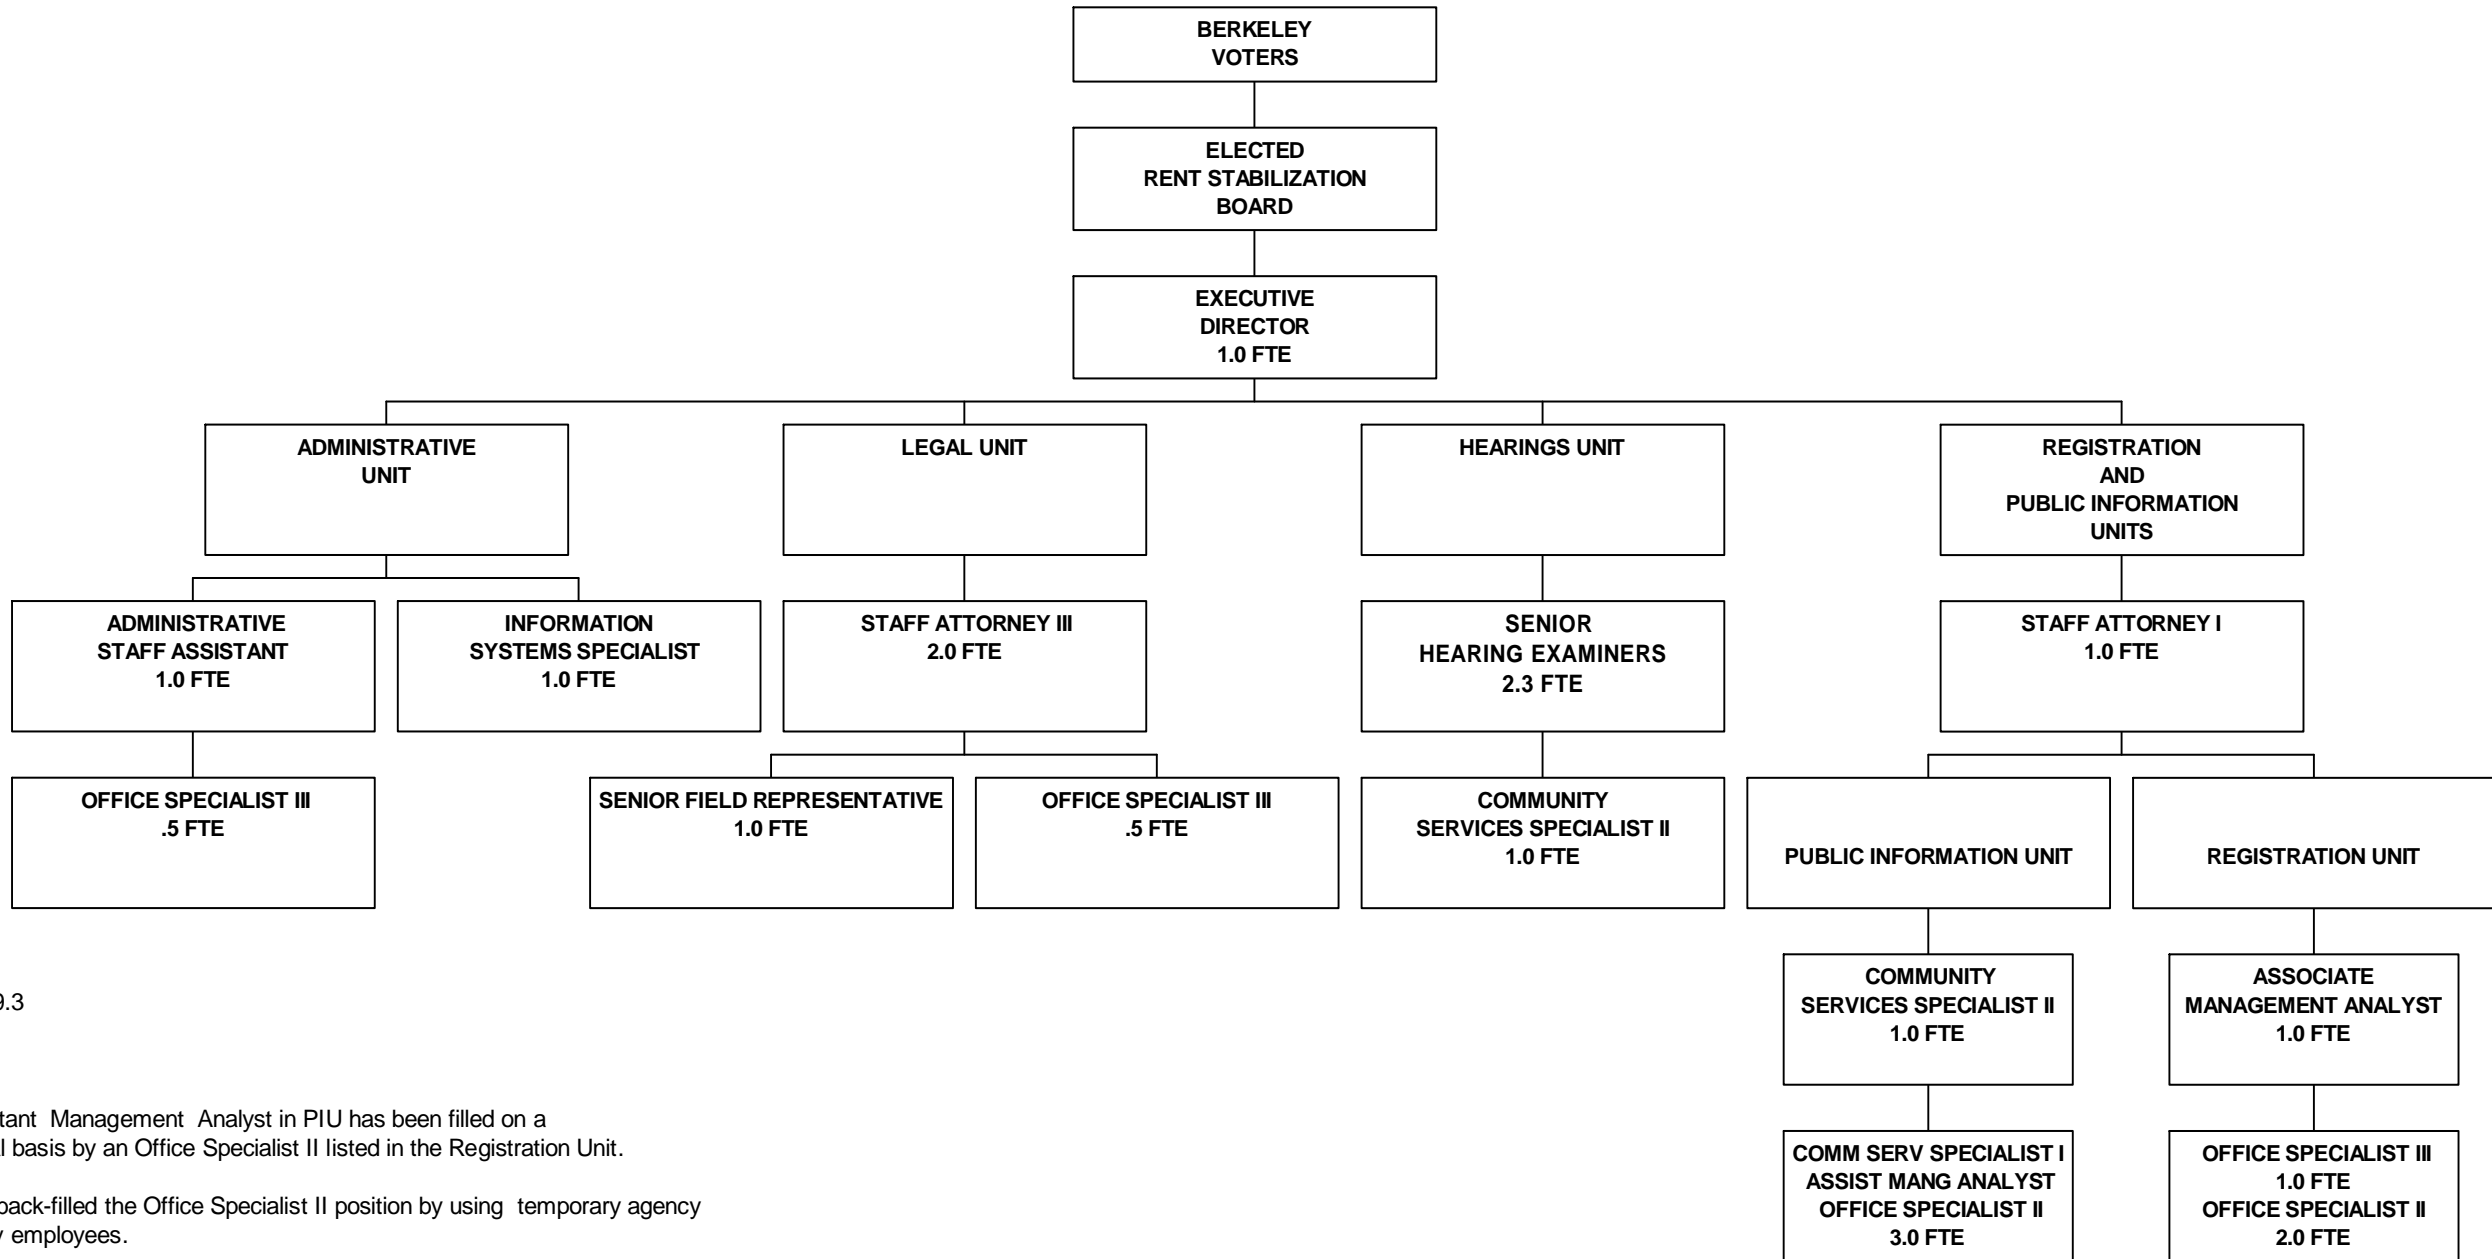 BERKELEY
VOTERS
ELECTED
RENT STABILIZATION
BOARD
EXECUTIVE
DIRECTOR
1.0 FTE
ADMINISTRATIVE
UNIT
LEGAL UNIT
HEARINGS UNIT
REGISTRATION
AND
PUBLIC INFORMATION
UNITS
ADMINISTRATIVE
STAFF ASSISTANT
1.0 FTE
INFORMATION
SYSTEMS SPECIALIST
1.0 FTE
STAFF ATTORNEY III
2.0 FTE
SENIOR
HEARING EXAMINERS
2.3 FTE
STAFF ATTORNEY I
1.0 FTE
OFFICE SPECIALIST III
.5 FTE
SENIOR FIELD REPRESENTATIVE
1.0 FTE
OFFICE SPECIALIST III
.5 FTE
COMMUNITY
SERVICES SPECIALIST II
1.0 FTE
PUBLIC INFORMATION UNIT
REGISTRATION UNIT
COMMUNITY
SERVICES SPECIALIST II
1.0 FTE
ASSOCIATE
MANAGEMENT ANALYST
1.0 FTE
COMM SERV SPECIALIST I
ASSIST MANG ANALYST
OFFICE SPECIALIST II
3.0 FTE
OFFICE SPECIALIST III
1.0 FTE
OFFICE SPECIALIST II
2.0 FTE
9.3
tant Management Analyst in PIU has been filled on a
l basis by an Office Specialist II listed in the Registration Unit.
back-filled the Office Specialist II position by using temporary agency
y employees.